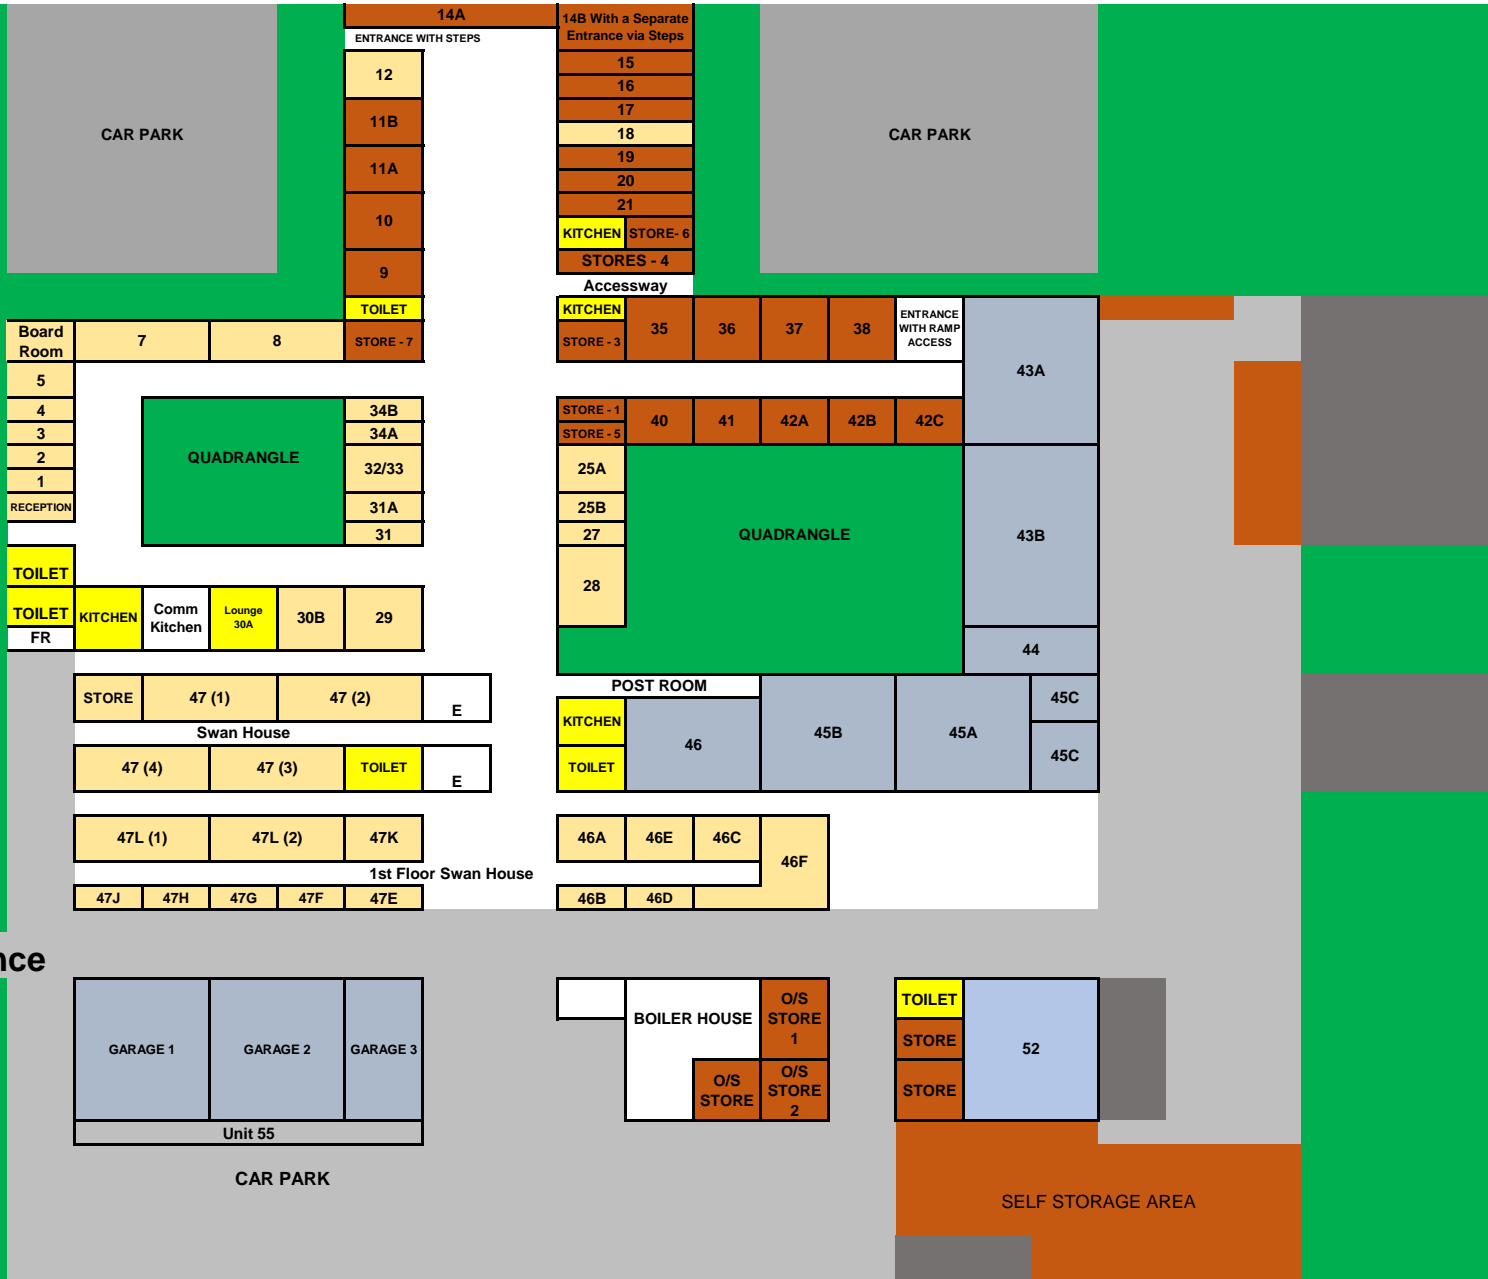 14A
14B With a Separate
Entrance via Steps
ENTRANCE WITH STEPS
12
15
16
11B
17
CAR PARK
18
CAR PARK
11A
19
20
21
10
KITCHEN
STORE- 6
9
STORES - 4
Accessway
TOILET
KITCHEN
35
36
37
38
ENTRANCE
WITH RAMP
ACCESS
Board
Room
7
8
STORE - 7
STORE - 3
43A
5
4
34B
STORE - 1
40
41
42A
42B
42C
3
34A
STORE - 5
2
QUADRANGLE
32/33
25A
1
RECEPTION
31A
25B
31
27
QUADRANGLE
43B
TOILET
28
TOILET
KITCHEN
Comm
Kitchen
Lounge
30A
30B
29
FR
44
STORE
47 (1)
47 (2)
E
POST ROOM
45C
Swan House
KITCHEN
46
45B
45A
47 (4)
47 (3)
TOILET
E
TOILET
45C
47L (1)
47L (2)
47K
46A
46E
46C
46F
1st Floor Swan House
47J
47H
47G
47F
47E
46B
46D
nce
GARAGE 1
GARAGE 2
GARAGE 3
BOILER HOUSE
O/S
STORE
1
TOILET
STORE
52
O/S
STORE
O/S
STORE
2
STORE
Unit 55
CAR PARK
SELF STORAGE AREA